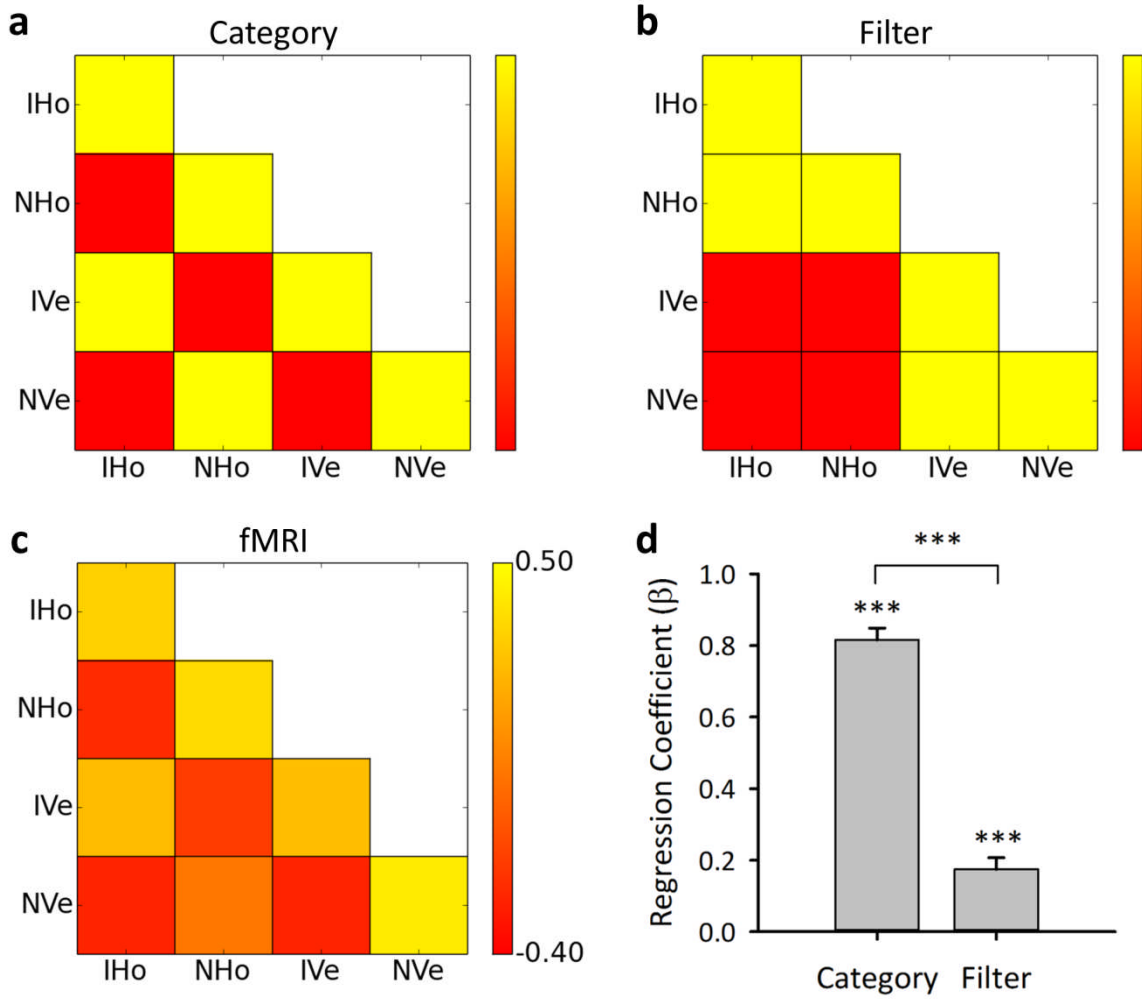 a
Category
IHo
NHo
IVe
NVe
IHo NHo IVe NVe
b
Filter
IHo
NHo
IVe
NVe
IHo NHo IVe NVe
c
fMRI
0.50
-0.40
IHo
NHo
IVe
NVe
IHo NHo IVe NVe
d
***
Regression Coefficient (β)
1.0
0.8
0.6
0.4
0.2
0.0
***
***
Category Filter